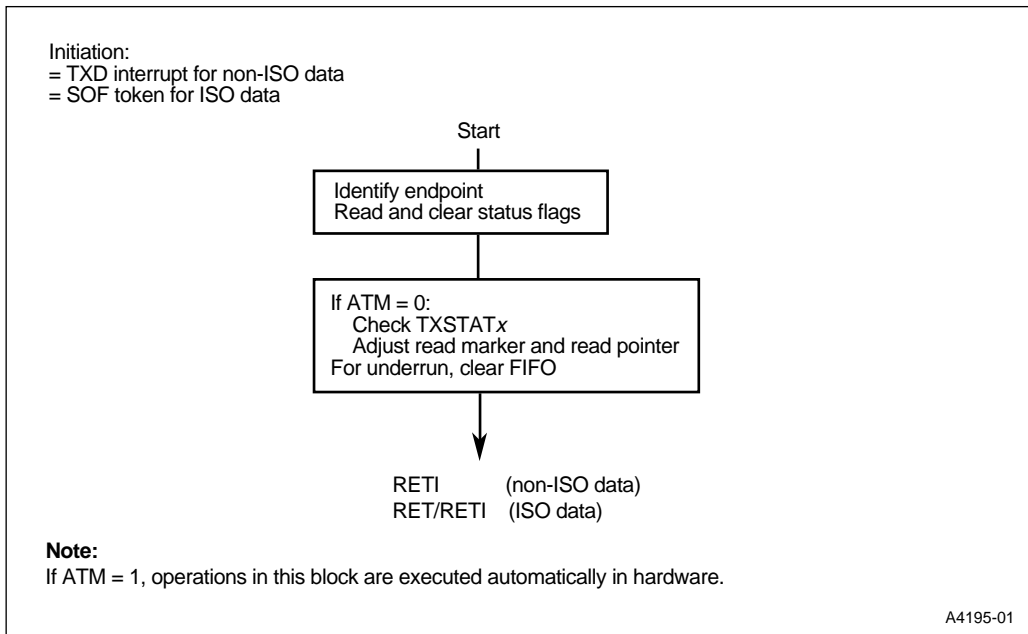 Initiation:
= TXD interrupt for non-ISO data
= SOF token for ISO data
Start
Identify endpoint
Read and clear status flags
If ATM = 0:
Check TXSTATx
Adjust read marker and read pointer
For underrun, clear FIFO
RETI (non-ISO data)
RET/RETI (ISO data)
Note:
If ATM = 1, operations in this block are executed automatically in hardware.
A4195-01